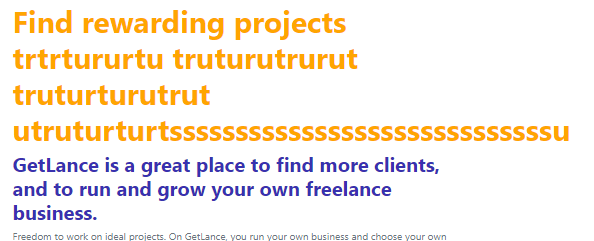 Find rewarding projects
trtrtururtu truturutrurut
truturturutrut
utruturturtsssssssssssssssssssssssssssssu
GetLance is a great place to find more clients,
and to run and grow your own freelance
business.
Freedom to work on ideal projects. On GetLance, you run your own business and choose your own